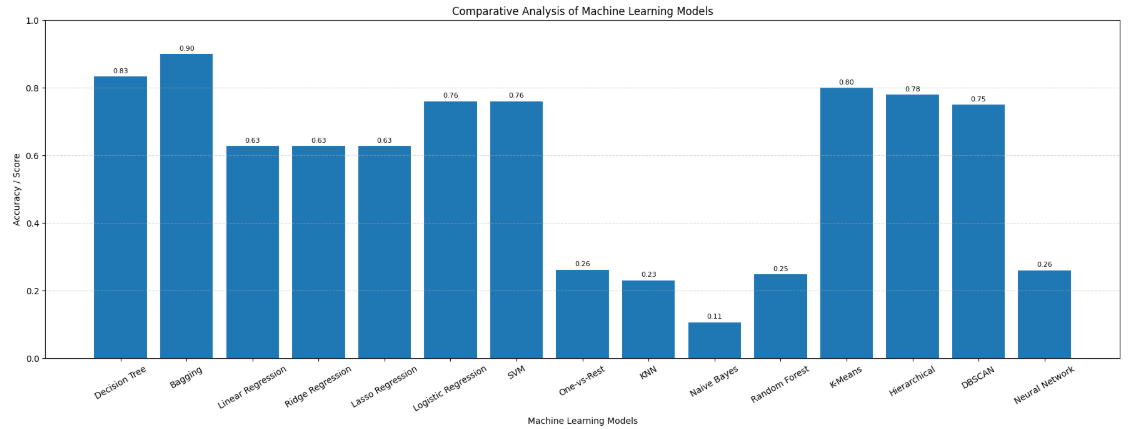 Comparative Analysis of Machine Learning Models
1.0
0.8
0.6
0.4
0.2
0.0
Accuracy / Score
0.83
0.90
0.63
0.63
0.63
0.76
0.76
0.26
0.23
0.11
0.25
0.80
0.78
0.75
0.26
Decision Tree
Bagging
Linear Regression
Ridge Regression
Lasso Regression
Logistic Regression
SVM
One-vs-Rest
KNN
Naive Bayes
Random Forest
K-Means
Hierarchical
DBSCAN
Neural Network
Machine Learning Models